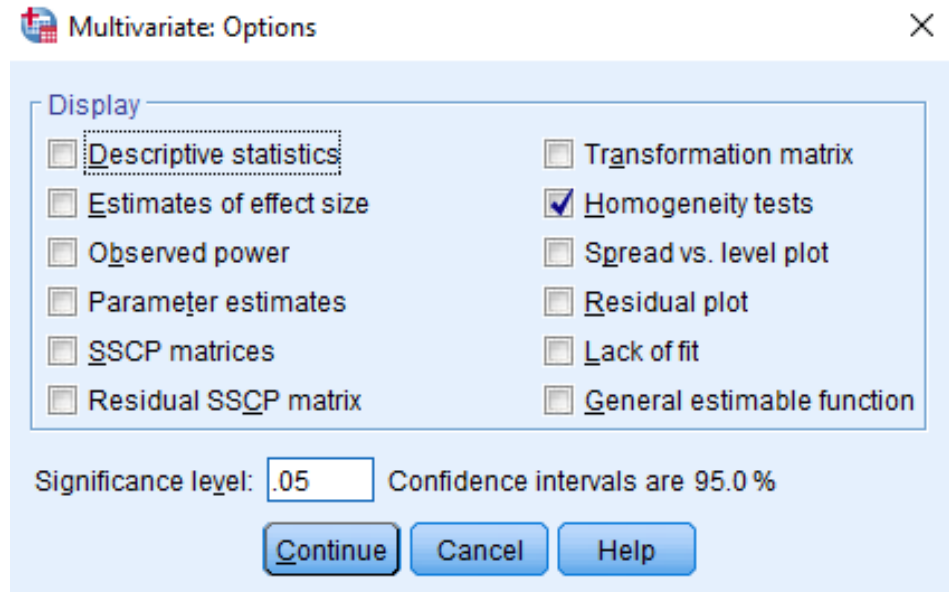 Multivariate: Options
Display
Descriptive statistics
Transformation matrix
Estimates of effect size
Homogeneity tests
Observed power
Spread vs. level plot
Parameter estimates
Residual plot
SSCP matrices
Lack of fit
Residual SSCP matrix
General estimable function
Significance level: .05 Confidence intervals are 95.0 %
Continue Cancel Help